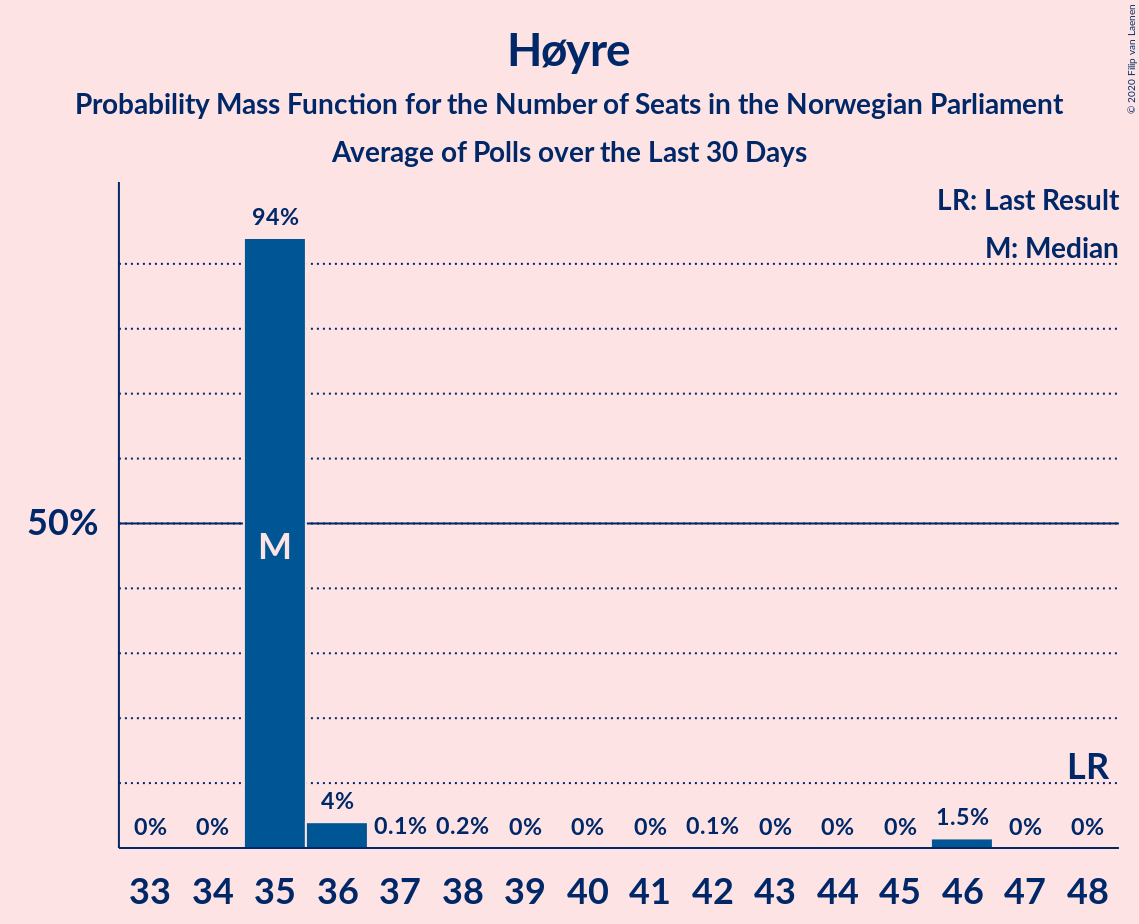 Høyre
Probability Mass Function for the Number of Seats in the Norwegian Parliament
Average of Polls over the Last 30 Days
© 2020 Filip van Laenen
LR: Last Result
M: Median
94%
50%
M
LR
0% 0% 4% 0.1% 0.2% 0% 0% 0% 0.1% 0% 0% 0% 1.5% 0% 0%
33 34 35 36 37 38 39 40 41 42 43 44 45 46 47 48